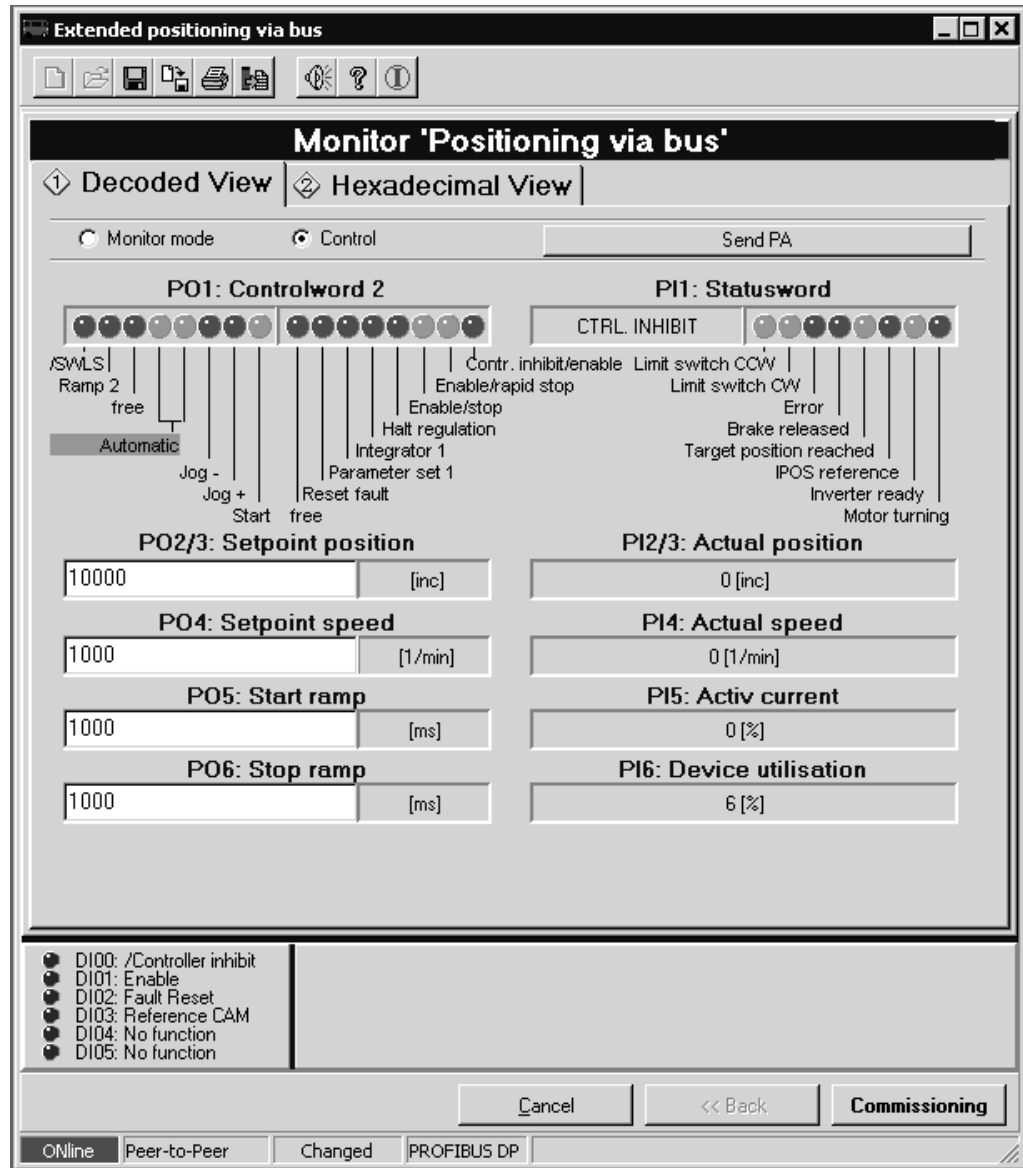 Extended positioning via bus
Monitor 'Positioning via bus'
1 Decoded View
2 Hexadecimal View
Monitor mode
Control
Send PA
PO1: Controlword 2
/SWLS
Ramp 2
free
Automatic
Jog -
Jog +
Start
free
Reset fault
Parameter set 1
Integrator 1
Halt regulation
Enable/stop
Enable/rapid stop
Contr. inhibit/enable
PI1: Statusword
CTRL. INHIBIT
Limit switch CCW
Limit switch CW
Error
Brake released
Target position reached
IPOS reference
Inverter ready
Motor turning
PO2/3: Setpoint position
10000 [inc]
PI2/3: Actual position
0 [inc]
PO4: Setpoint speed
1000 [1/min]
PI4: Actual speed
0 [1/min]
PO5: Start ramp
1000 [ms]
PI5: Activ current
0 [%]
PO6: Stop ramp
1000 [ms]
PI6: Device utilisation
6 [%]
DI00: /Controller inhibit
DI01: Enable
DI02: Fault Reset
DI03: Reference CAM
DI04: No function
DI05: No function
Cancel
<< Back
Commissioning
ONline
Peer-to-Peer
Changed
PROFIBUS DP